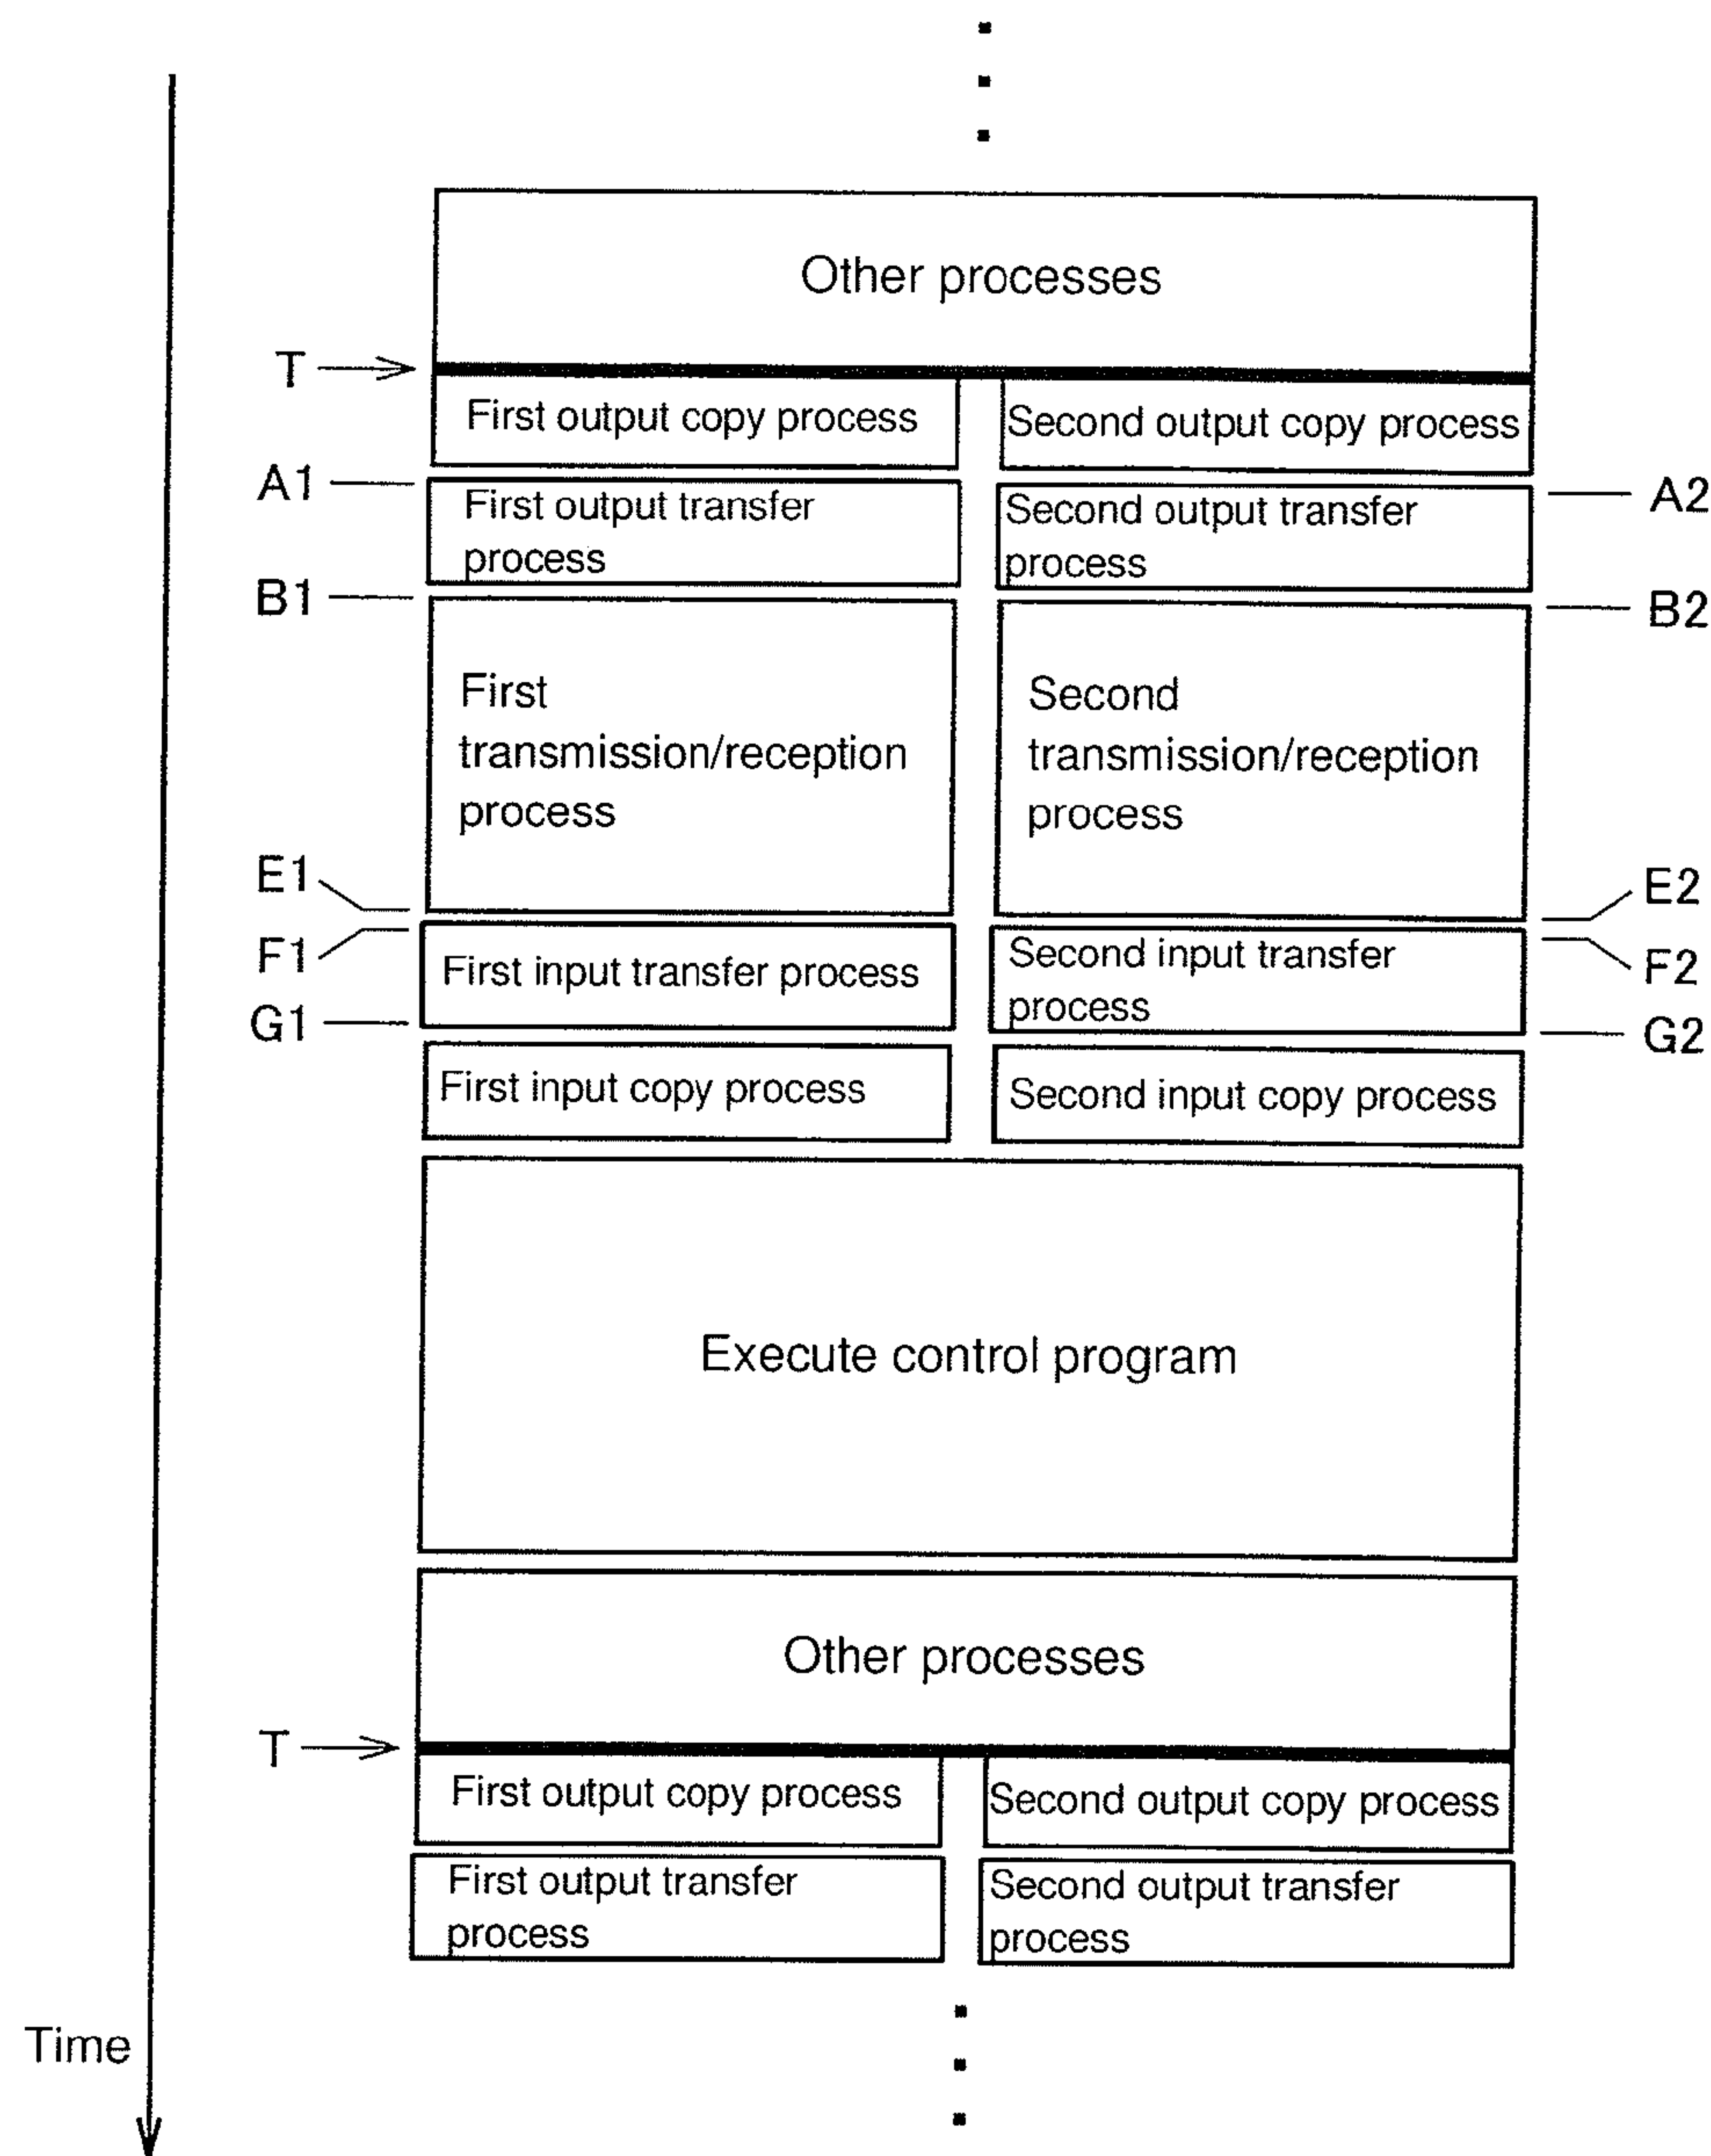 Other processes
T
First output copy process
Second output copy process
A1
First output transfer
process
Second output transfer
process
A2
B1
B2
First
transmission/reception
process
Second
transmission/reception
process
E1
E2
F1
First input transfer process
Second input transfer
process
F2
G1
G2
First input copy process
Second input copy process
Execute control program
Other processes
T
First output copy process
Second output copy process
First output transfer
process
Second output transfer
process
Time